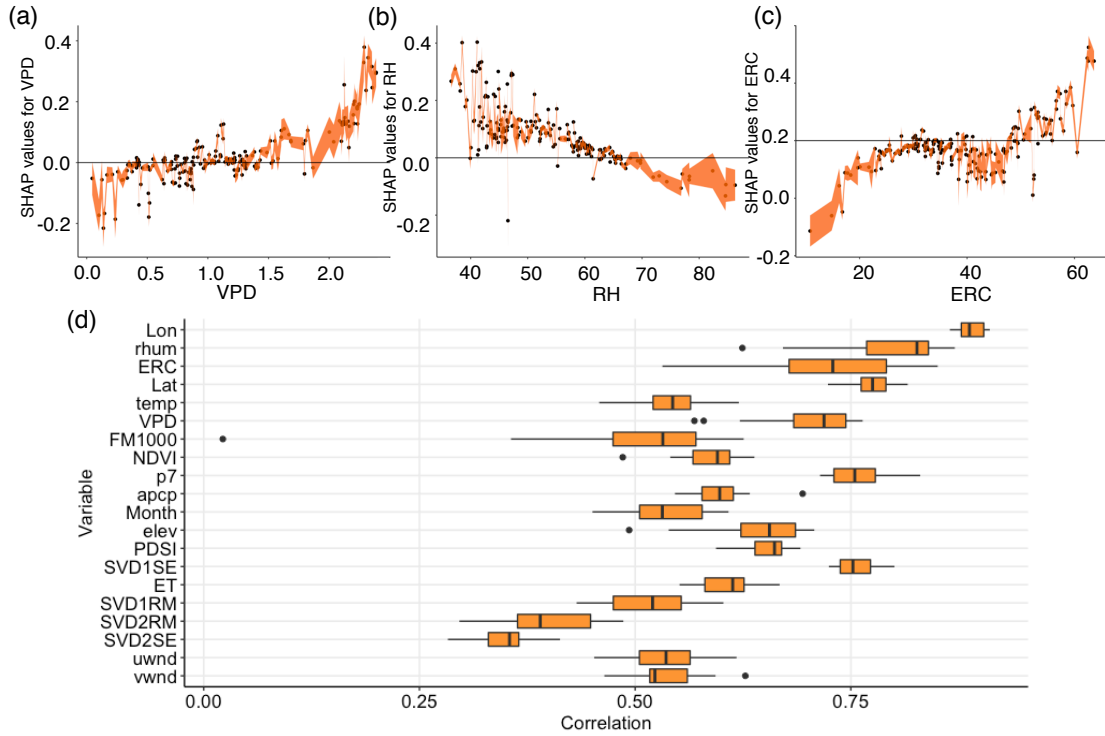 (a)
(b)
(c)
SHAP values for VPD
0.4
0.2
0.0
-0.2
0.0
0.5
1.0
1.5
2.0
VPD
SHAP values for RH
0.4
0.2
0.0
-0.2
40
50
60
70
80
RH
SHAP values for ERC
0.4
0.2
0.0
-0.2
20
40
60
ERC
(d)
Variable
Lon
rhum
ERC
Lat
temp
VPD
FM1000
NDVI
p7
apcp
Month
elev
PDSI
SVD1SE
ET
SVD1RM
SVD2RM
SVD2SE
uwnd
vwnd
0.00
0.25
0.50
0.75
Correlation